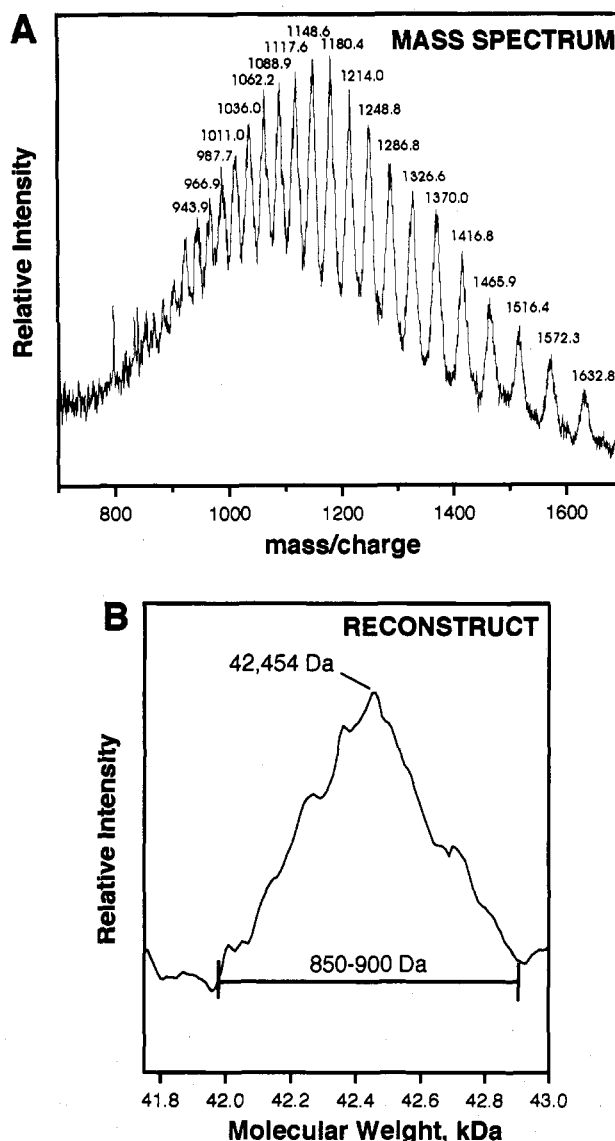 A
MASS SPECTRUM
1148.6
1117.6
1180.4
1088.9
1062.2
1214.0
1036.0
1248.8
1011.0
1286.8
987.7
1326.6
966.9
1370.0
943.9
1416.8
1465.9
1516.4
1572.3
1632.8
Relative Intensity
800 1000 1200 1400 1600
mass/charge
B
RECONSTRUCT
42,454 Da
Relative Intensity
850-900 Da
41.8 42.0 42.2 42.4 42.6 42.8 43.0
Molecular Weight, kDa